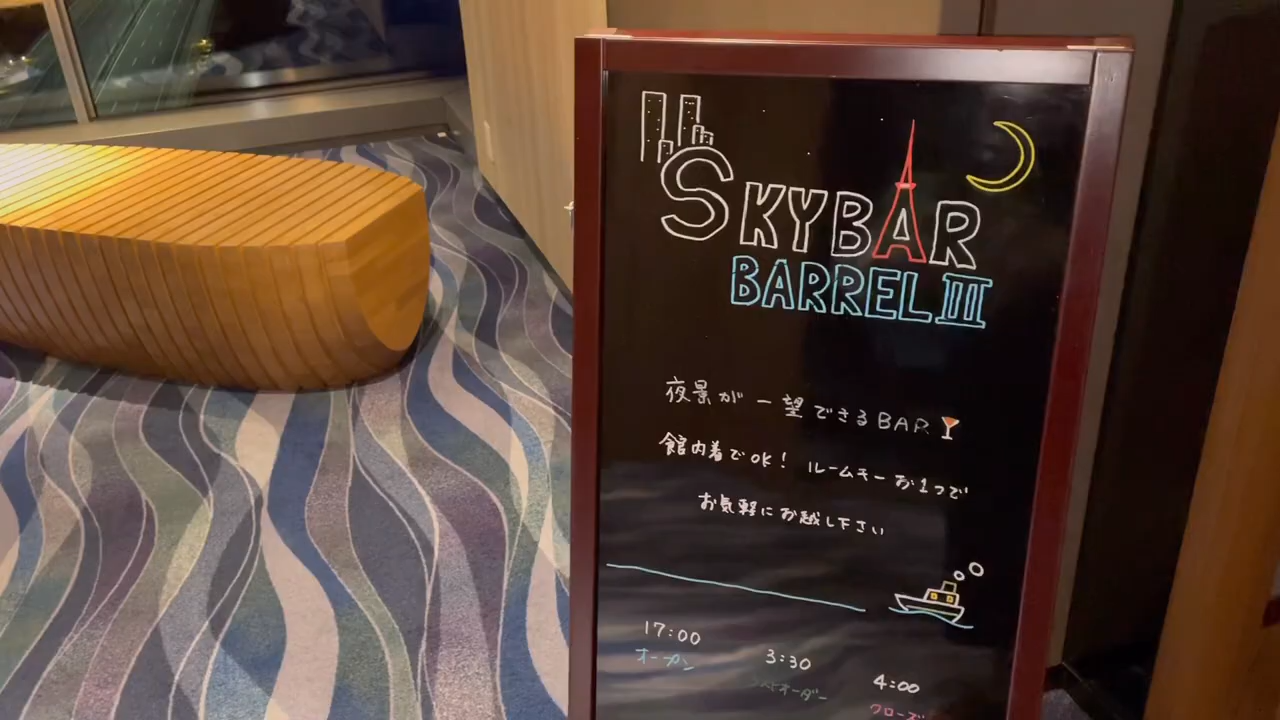 SKYBAR
BARREL III
夜景が一望できるBAR
館内着でOK! ルームキーお1つで
お気軽にお越し下さい
17:00 3:30 4:00
オープン ラストオーダー クローズ